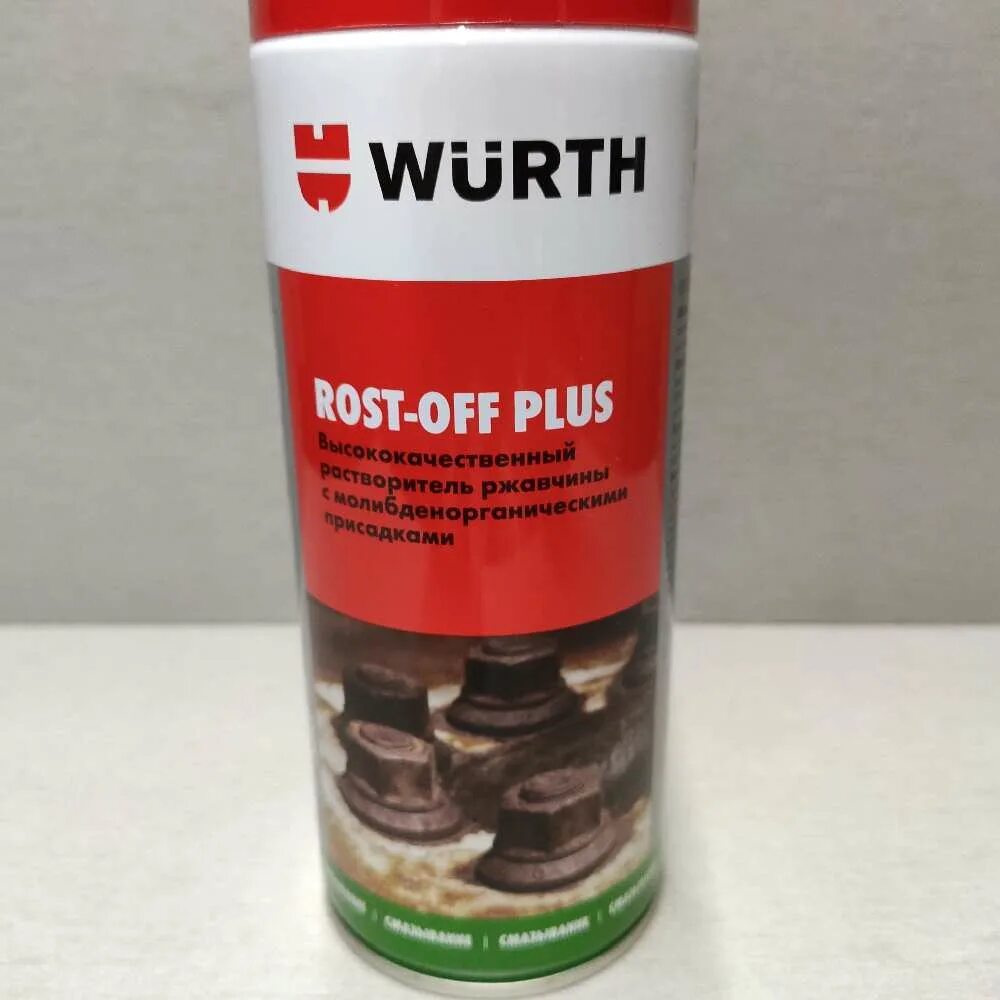 WÜRTH
ROST-OFF PLUS
Высококачественный
растворитель ржавчины
с молибденорганическими
присадками
СМАЗЫВАНИЕ | СМАЗЫВАНИЕ